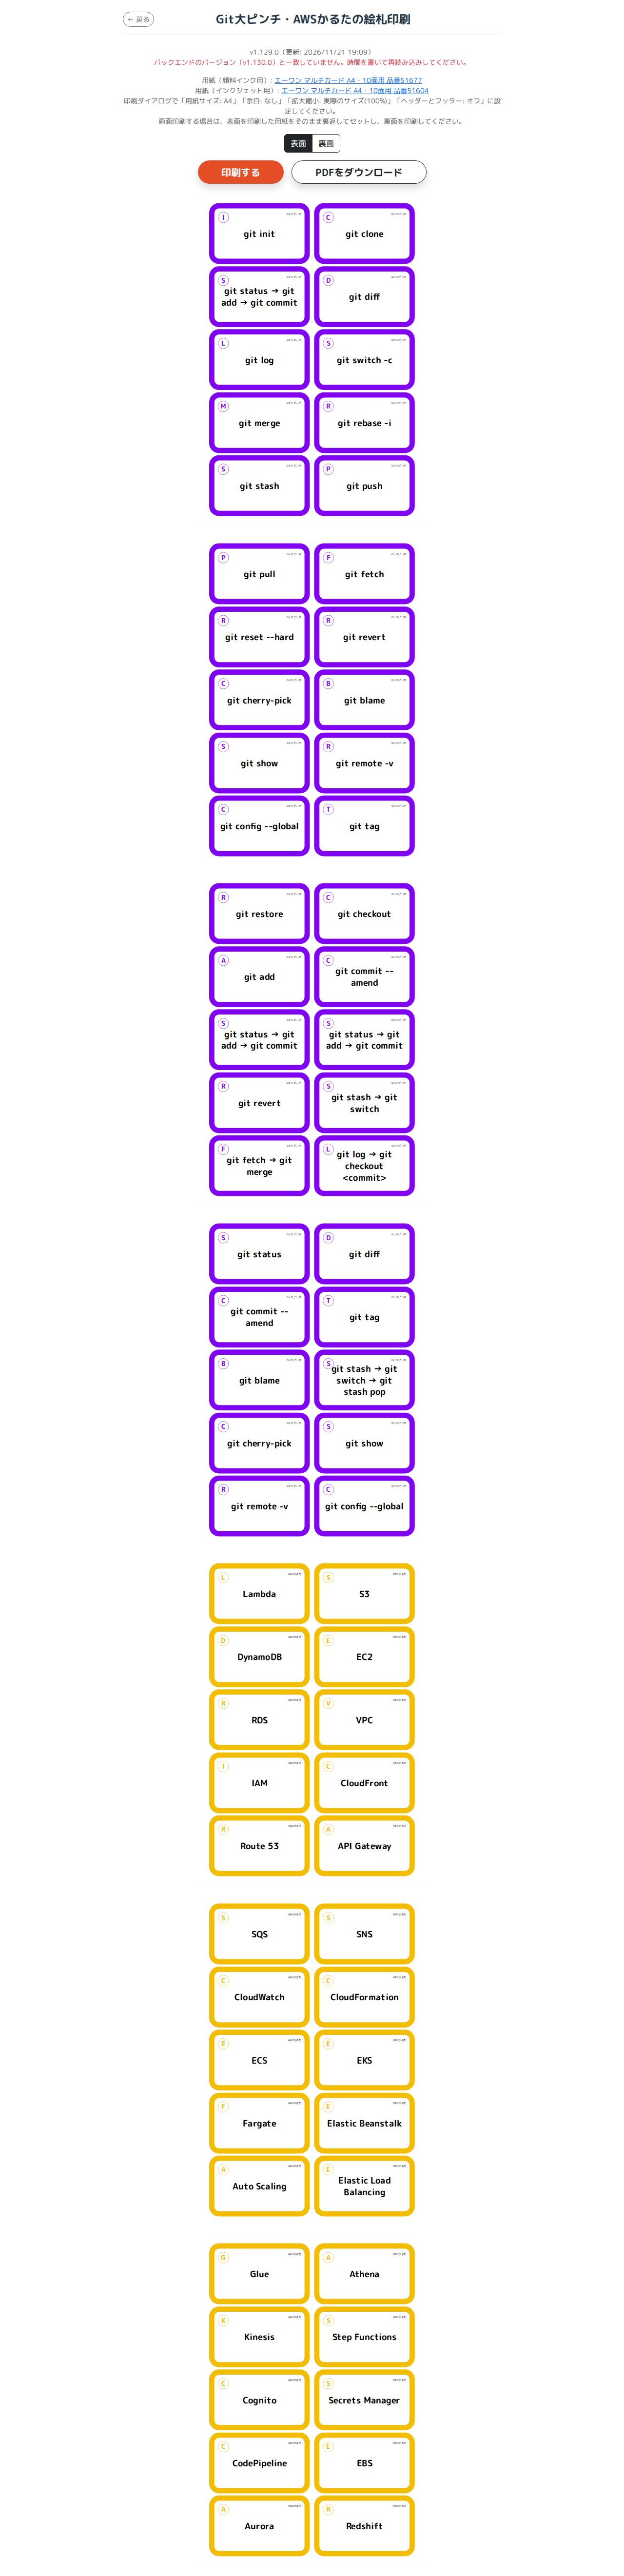 ← 戻る
Git大ピンチ・AWSかるたの絵札印刷
v1.129.0（更新: 2026/11/21 19:09）
バックエンドのバージョン（v1.130.0）と一致していません。時間を置いて再読み込みしてください。
用紙（顔料インク用）: エーワン マルチカード A4・10面用 品番51677
用紙（インクジェット用）: エーワン マルチカード A4・10面用 品番51604
印刷ダイアログで「用紙サイズ: A4」「余白: なし」「拡大縮小: 実際のサイズ(100%)」「ヘッダーとフッター: オフ」に設
定してください。
両面印刷する場合は、表面を印刷した用紙をそのまま裏返してセットし、裏面を印刷してください。
表面 裏面
印刷する PDFをダウンロード
I C
git init git clone
S D
git status → git
add → git commit
git diff
L S
git log git switch -c
M R
git merge git rebase -i
S P
git stash git push
P F
git pull git fetch
R R
git reset --hard git revert
C B
git cherry-pick git blame
S R
git show git remote -v
C T
git config --global git tag
R C
git restore git checkout
A C
git add
git commit --
amend
S
git status → git
add → git commit
S
git status → git
add → git commit
R S
git revert
git stash → git
switch
F
git fetch → git
merge
L
git log → git
checkout
<commit>
S D
git status git diff
C
git commit --
amend
T
git tag
B
git blame
S
git stash → git
switch → git
stash pop
C S
git cherry-pick git show
R C
git remote -v git config --global
L S
Lambda S3
D E
DynamoDB EC2
R V
RDS VPC
I C
IAM CloudFront
R A
Route 53 API Gateway
S S
SQS SNS
C C
CloudWatch CloudFormation
E E
ECS EKS
F E
Fargate Elastic Beanstalk
A E
Auto Scaling
Elastic Load
Balancing
G A
Glue Athena
K S
Kinesis Step Functions
C S
Cognito Secrets Manager
C E
CodePipeline EBS
A R
Aurora Redshift